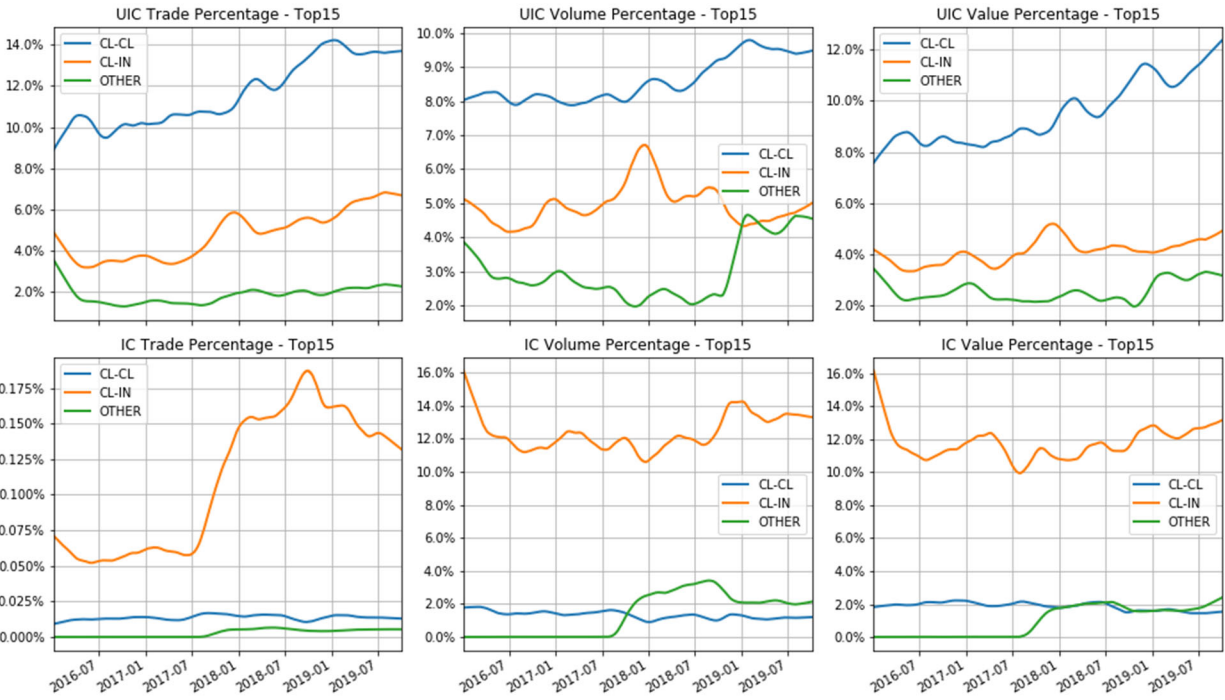 UIC Trade Percentage - Top15
14.0%
12.0%
10.0%
8.0%
6.0%
4.0%
2.0%
CL-CL
CL-IN
OTHER
UIC Volume Percentage - Top15
10.0%
9.0%
8.0%
7.0%
6.0%
5.0%
4.0%
3.0%
2.0%
CL-CL
CL-IN
OTHER
UIC Value Percentage - Top15
12.0%
10.0%
8.0%
6.0%
4.0%
2.0%
CL-CL
CL-IN
OTHER
IC Trade Percentage - Top15
0.175%
0.150%
0.125%
0.100%
0.075%
0.050%
0.025%
0.000%
CL-CL
CL-IN
OTHER
2016-07
2017-01
2017-07
2018-01
2018-07
2019-01
2019-07
IC Volume Percentage - Top15
16.0%
14.0%
12.0%
10.0%
8.0%
6.0%
4.0%
2.0%
0.0%
CL-CL
CL-IN
OTHER
2016-07
2017-01
2017-07
2018-01
2018-07
2019-01
2019-07
IC Value Percentage - Top15
16.0%
14.0%
12.0%
10.0%
8.0%
6.0%
4.0%
2.0%
0.0%
CL-CL
CL-IN
OTHER
2016-07
2017-01
2017-07
2018-01
2018-07
2019-01
2019-07